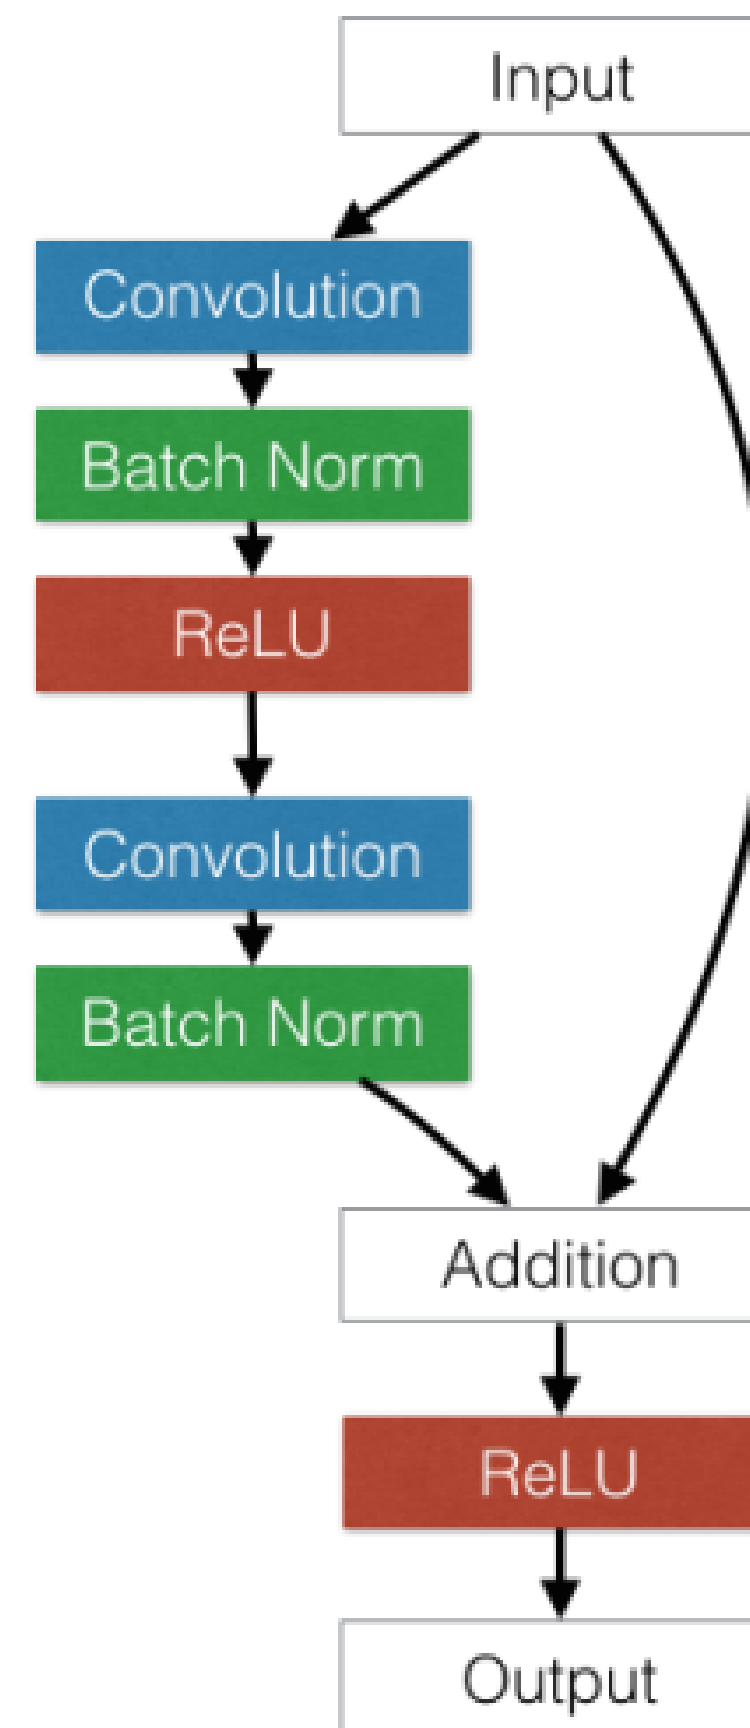 Input
Convolution
Batch Norm
ReLU
Convolution
Batch Norm
Addition
ReLU
Output